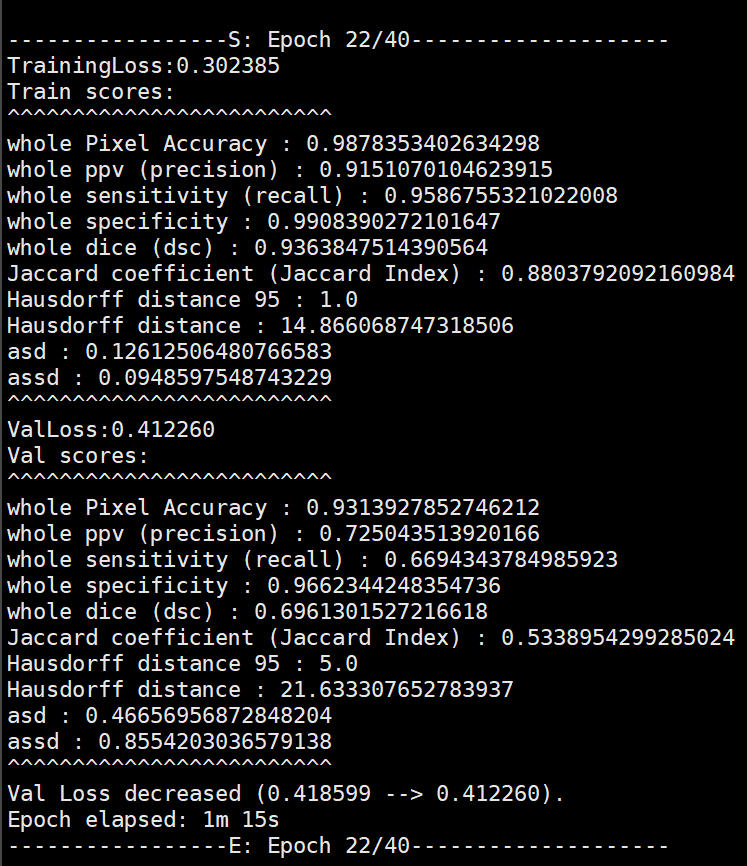 -----------------S: Epoch 22/40--------------------
TrainingLoss:0.302385
Train scores:
^^^^^^^^^^^^^^^^^^^^^^^^^
whole Pixel Accuracy : 0.9878353402634298
whole ppv (precision) : 0.9151070104623915
whole sensitivity (recall) : 0.9586755321022008
whole specificity : 0.9908390272101647
whole dice (dsc) : 0.9363847514390564
Jaccard coefficient (Jaccard Index) : 0.8803792092160984
Hausdorff distance 95 : 1.0
Hausdorff distance : 14.866068747318506
asd : 0.12612506480766583
assd : 0.0948597548743229
^^^^^^^^^^^^^^^^^^^^^^^^^
ValLoss:0.412260
Val scores:
^^^^^^^^^^^^^^^^^^^^^^^^^
whole Pixel Accuracy : 0.9313927852746212
whole ppv (precision) : 0.725043513920166
whole sensitivity (recall) : 0.6694343784985923
whole specificity : 0.9662344248354736
whole dice (dsc) : 0.6961301527216618
Jaccard coefficient (Jaccard Index) : 0.5338954299285024
Hausdorff distance 95 : 5.0
Hausdorff distance : 21.633307652783937
asd : 0.46656956872848204
assd : 0.8554203036579138
^^^^^^^^^^^^^^^^^^^^^^^^^
Val Loss decreased (0.418599 --> 0.412260).
Epoch elapsed: 1m 15s
-----------------E: Epoch 22/40--------------------